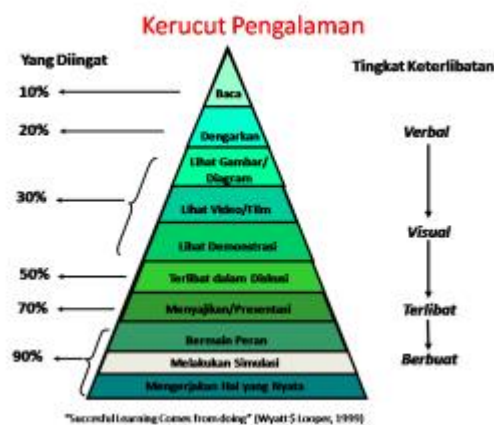 Kerucut Pengalaman
Yang Diingat
Tingkat Keterlibatan
10%
Baca
20%
Dengarkan
Verbal
Lihat Gambar/
Diagram
30%
Lihat Video/Film
Visual
Lihat Demonstrasi
50%
Terlibat dalam Diskusi
70%
Menyajikan/Presentasi
Terlibat
Bermain Peran
90%
Melakukan Simulasi
Berbuat
Mengerjakan Hal yang Nyata
"Succesful Learning Comes from doing" (Wyatt $ Looper, 1999)